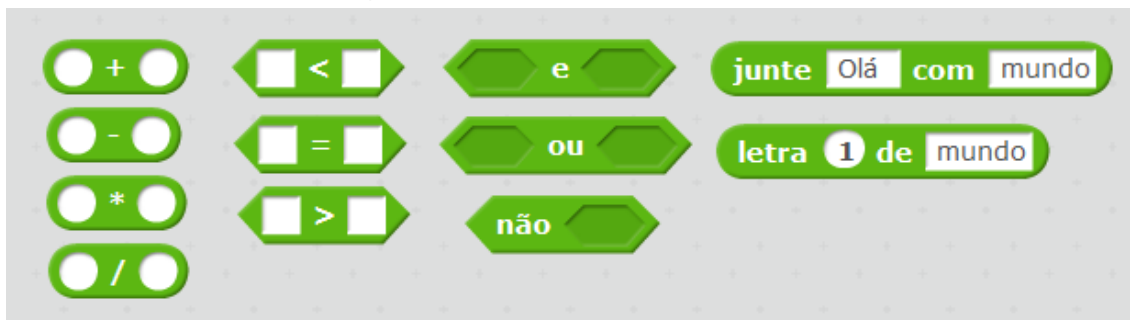 +
-
*
/
<
=
>
e
ou
não
junte Olá com mundo
letra 1 de mundo